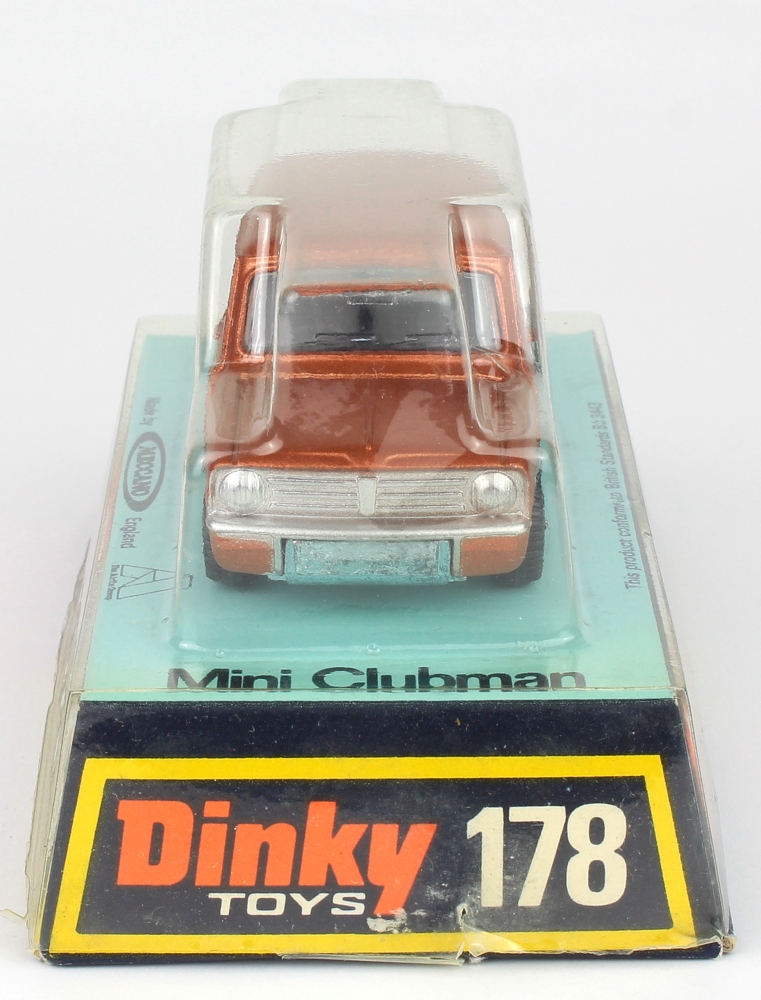 Made by
MECCANO
England
This product conforms to British Standards BS 3443
Mini Clubman
Dinky
TOYS
178